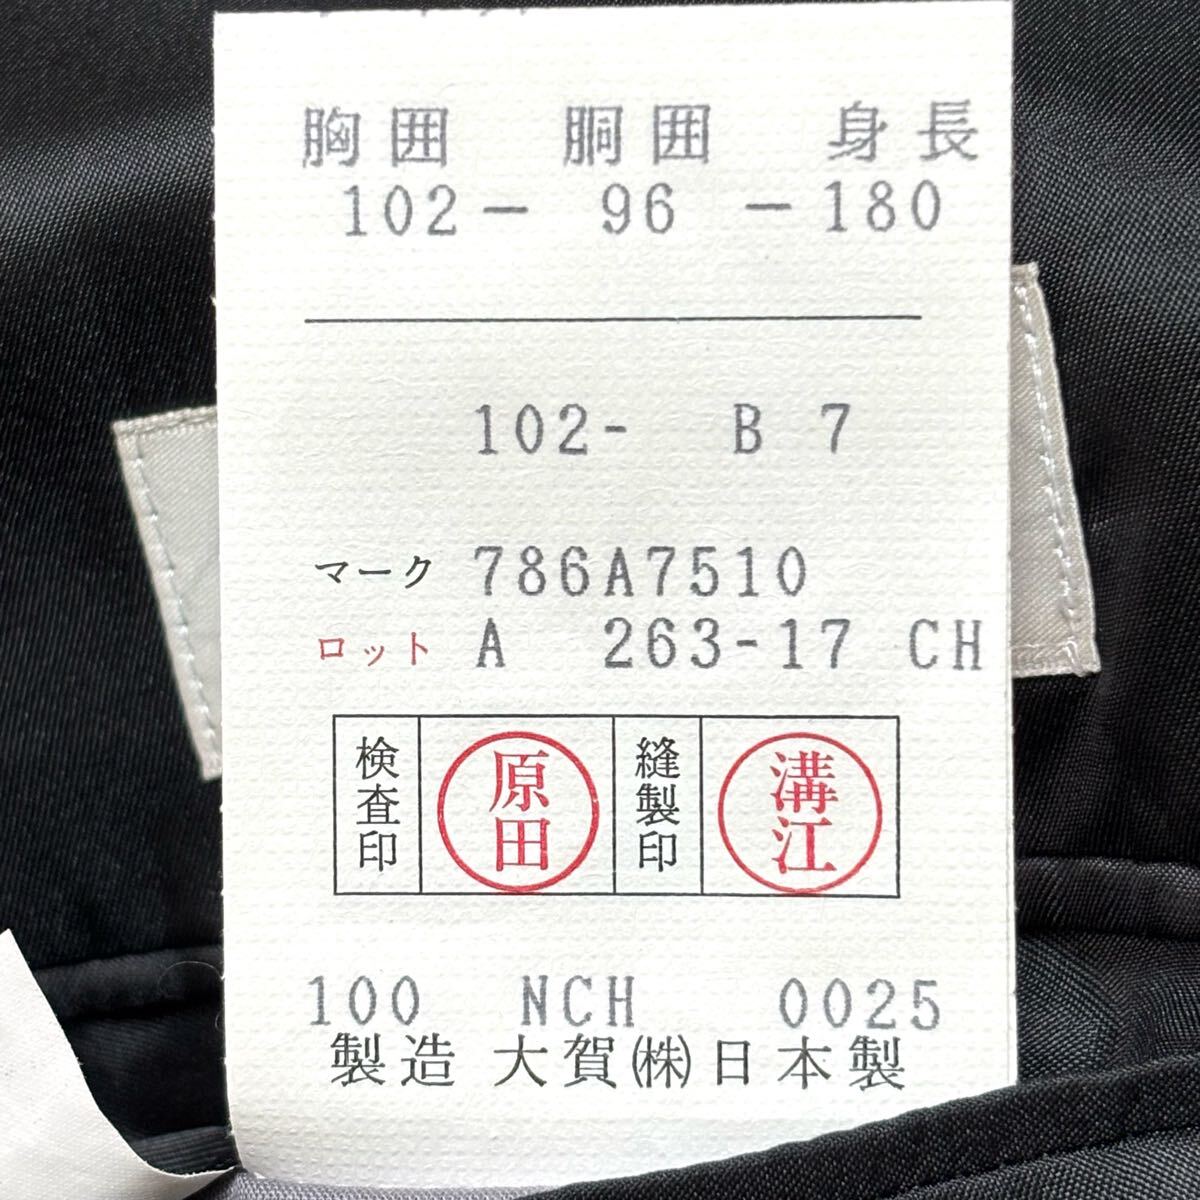 胸囲 胴囲 身長
102- 96 -180
102- B 7
マーク 786A7510
ロット A 263-17 CH
検査印 原田 縫製印 溝江
100 NCH 0025
製造 大賀㈱日本製